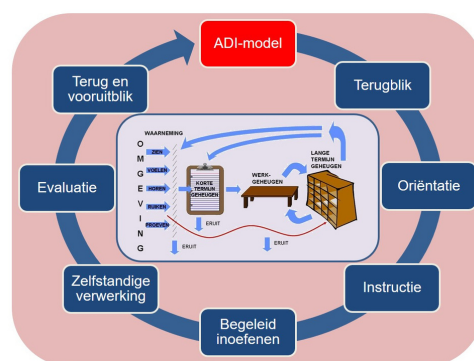 ADI-model
Terugblik
Oriëntatie
Instructie
Begeleid
inoefenen
Zelfstandige
verwerking
Evaluatie
Terug en
vooruitblik
OMGEVING
WAARNEMING
ZIEN
VOELEN
HOREN
RUIKEN
PROEVEN
KORTE
TERMIJN
GEHEUGEN
WERK-
GEHEUGEN
LANGE
TERMIJN
GEHEUGEN
ERUIT
ERUIT
ERUIT